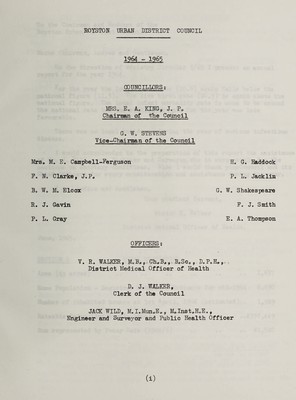 ROYSTON URBAN DISTRICT COUNCIL
1964 - 1965
COUNCILLORS:
MRS. E. A. KING, J. P.
Chairman of the Council
G. W. STEVENS
Vice-Chairman of the Council
Mrs. M. E. Campbell-Ferguson H. G. Haddock
F. N. Clarke, J.P. P. L. Jacklin
B. W. M. Elcox G. W. Shakespeare
R. J. Gavin F. J. Smith
P. L. Gray E. A. Thompson
OFFICERS:
V. R. WALKER, M.B., Ch.B., B.Sc., D.P.H.,
District Medical Officer of Health
D. J. WALKER,
Clerk of the Council
JACK WILD, M.I.Mun.E., M.Inst.H.E.,
Engineer and Surveyor and Public Health Officer
(i)